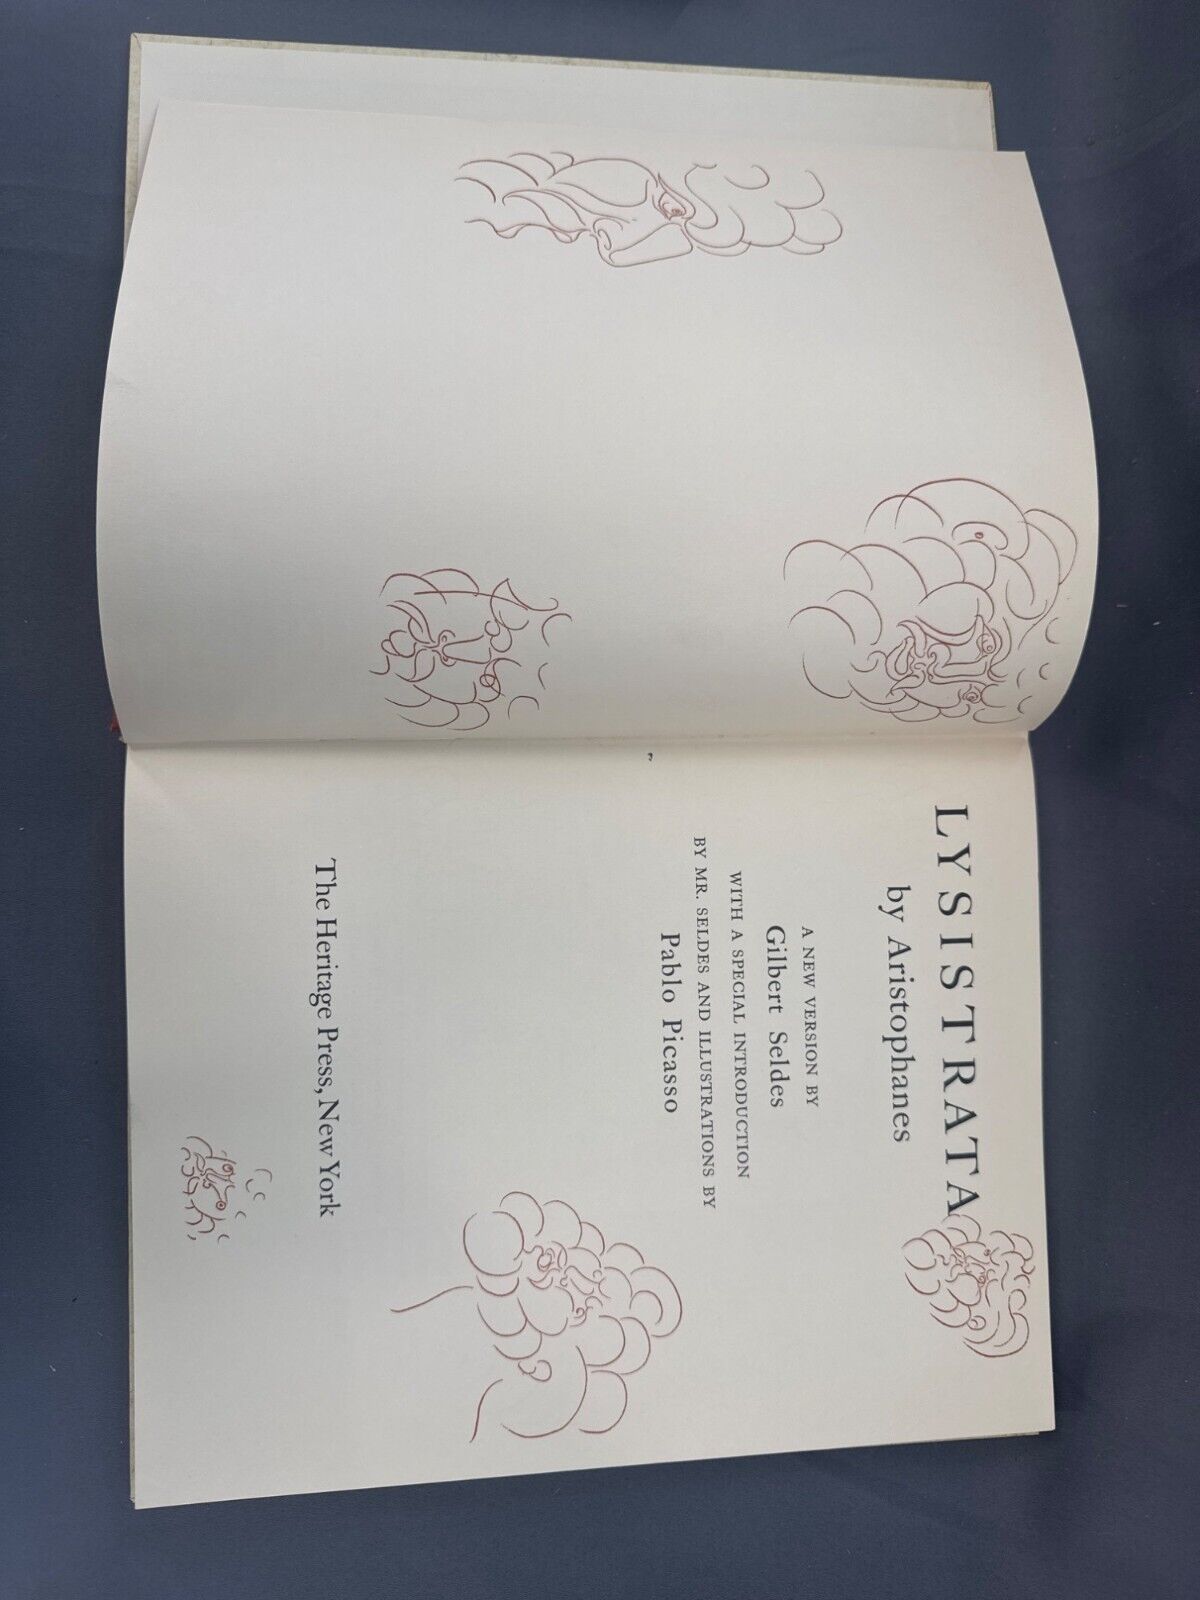 LYSISTRATA
by Aristophanes
A NEW VERSION BY
Gilbert Seldes
WITH A SPECIAL INTRODUCTION
BY MR. SELDES AND ILLUSTRATIONS BY
Pablo Picasso
The Heritage Press, New York